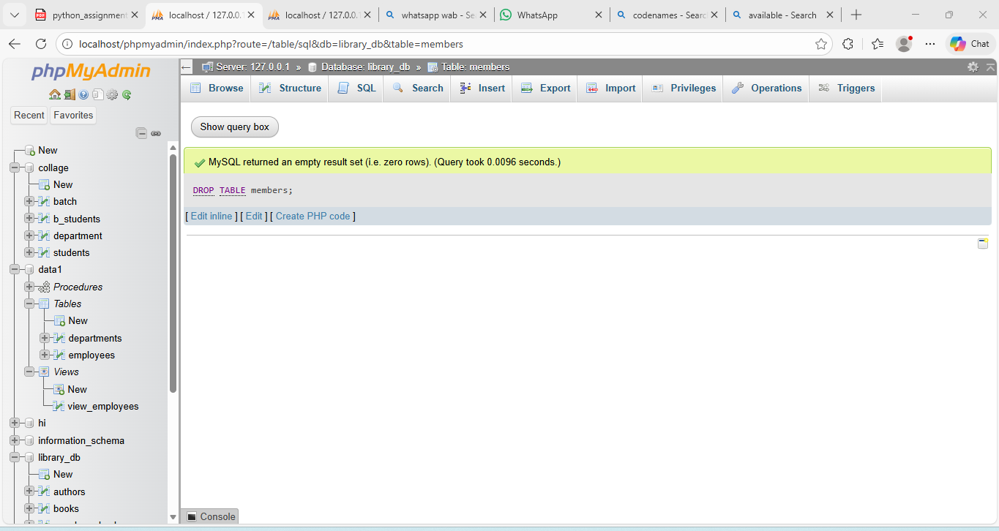 python_assignment
localhost / 127.0.0.1
localhost / 127.0.0.1
whatsapp wab - Se
WhatsApp
codenames - Searc
available - Search
localhost/phpmyadmin/index.php?route=/table/sql&db=library_db&table=members
Chat
phpMyAdmin
Recent
Favorites
New
collage
New
batch
b_students
department
students
data1
Procedures
Tables
New
departments
employees
Views
New
view_employees
hi
information_schema
library_db
New
authors
books
Server: 127.0.0.1 » Database: library_db » Table: members
Browse Structure SQL Search Insert Export Import Privileges Operations Triggers
Show query box
MySQL returned an empty result set (i.e. zero rows). (Query took 0.0096 seconds.)
DROP TABLE members;
[ Edit inline ] [ Edit ] [ Create PHP code ]
Console